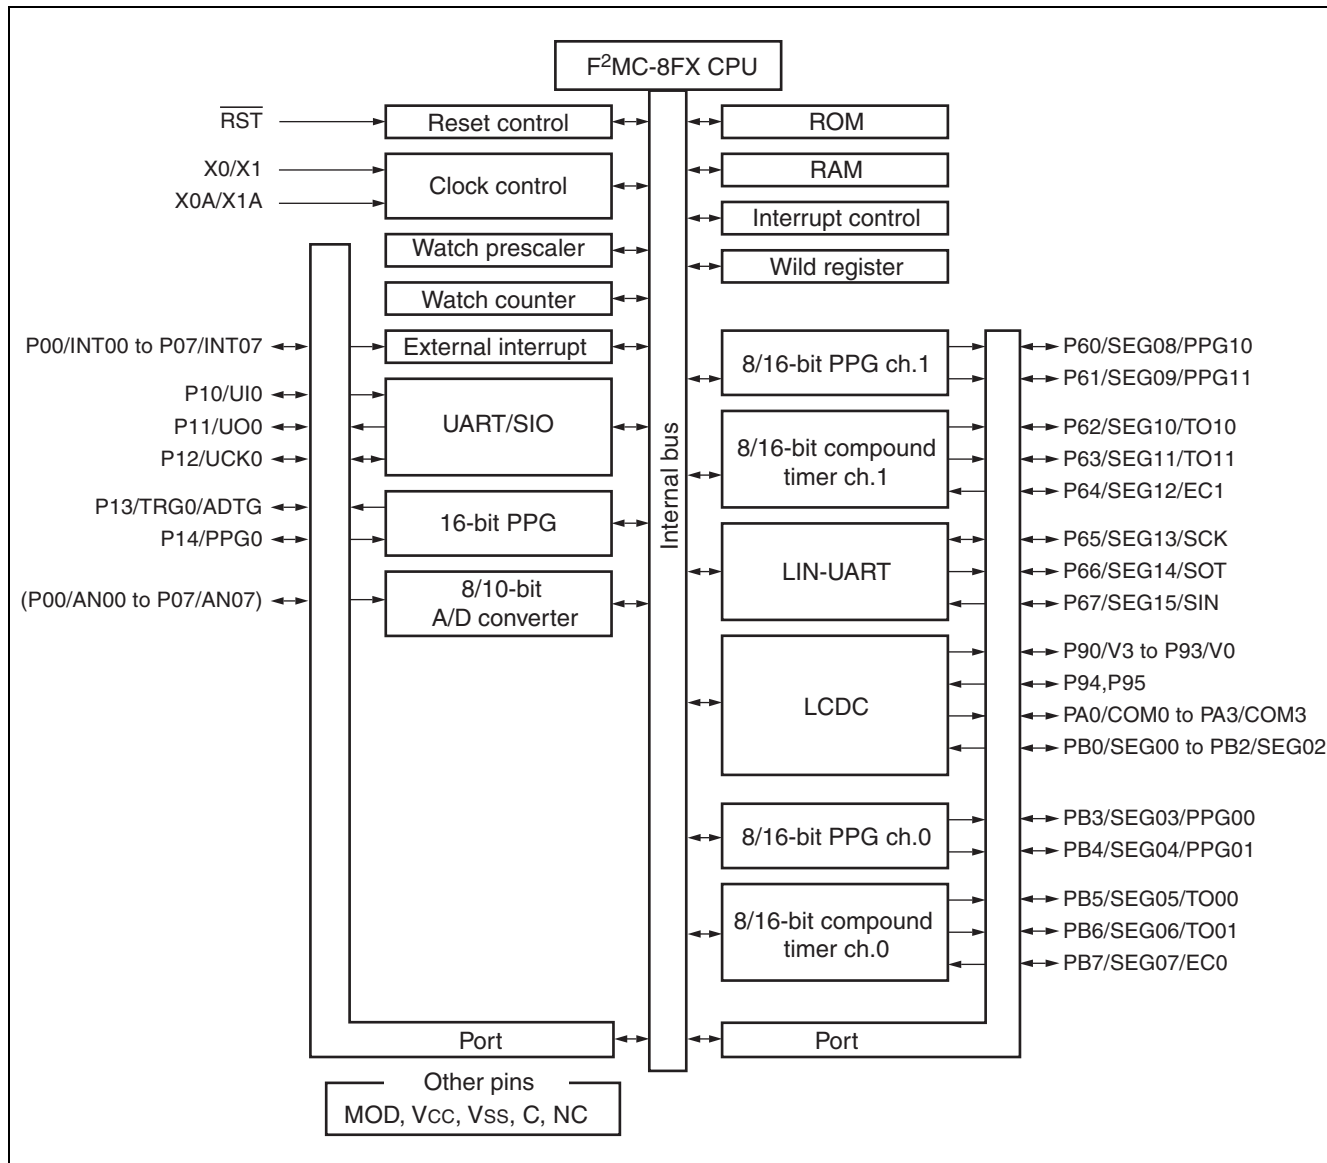 F²MC-8FX CPU
RST
Reset control
ROM
X0/X1
X0A/X1A
Clock control
RAM
Interrupt control
Watch prescaler
Wild register
Watch counter
P00/INT00 to P07/INT07
External interrupt
P10/UI0
P11/UO0
P12/UCK0
UART/SIO
P13/TRG0/ADTG
P14/PPG0
16-bit PPG
(P00/AN00 to P07/AN07)
8/10-bit
A/D converter
Internal bus
8/16-bit PPG ch.1
P60/SEG08/PPG10
P61/SEG09/PPG11
8/16-bit compound
timer ch.1
P62/SEG10/TO10
P63/SEG11/TO11
P64/SEG12/EC1
LIN-UART
P65/SEG13/SCK
P66/SEG14/SOT
P67/SEG15/SIN
LCDC
P90/V3 to P93/V0
P94,P95
PA0/COM0 to PA3/COM3
PB0/SEG00 to PB2/SEG02
8/16-bit PPG ch.0
PB3/SEG03/PPG00
PB4/SEG04/PPG01
8/16-bit compound
timer ch.0
PB5/SEG05/TO00
PB6/SEG06/TO01
PB7/SEG07/EC0
Port
Port
Other pins
MOD, VCC, VSS, C, NC